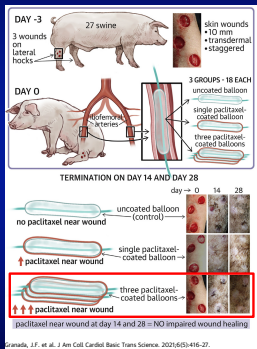 DAY -3
27 swine
3 wounds
on
lateral
hocks
skin wounds
• 10 mm
• transdermal
• staggered
DAY 0
iliofemoral
arteries
3 GROUPS - 18 EACH
uncoated balloon
single paclitaxel-
coated balloon
three paclitaxel-
coated balloons
TERMINATION ON DAY 14 AND DAY 28
day → 0 14 28
uncoated balloon
(control)
no paclitaxel near wound
single paclitaxel-
coated balloon
↑ paclitaxel near wound
three paclitaxel-
coated balloons
↑ ↑ ↑ paclitaxel near wound
paclitaxel near wound at day 14 and 28 = NO impaired wound healing
Granada, J.F. et al. J Am Coll Cardiol Basic Trans Science. 2021;6(5):416-27.